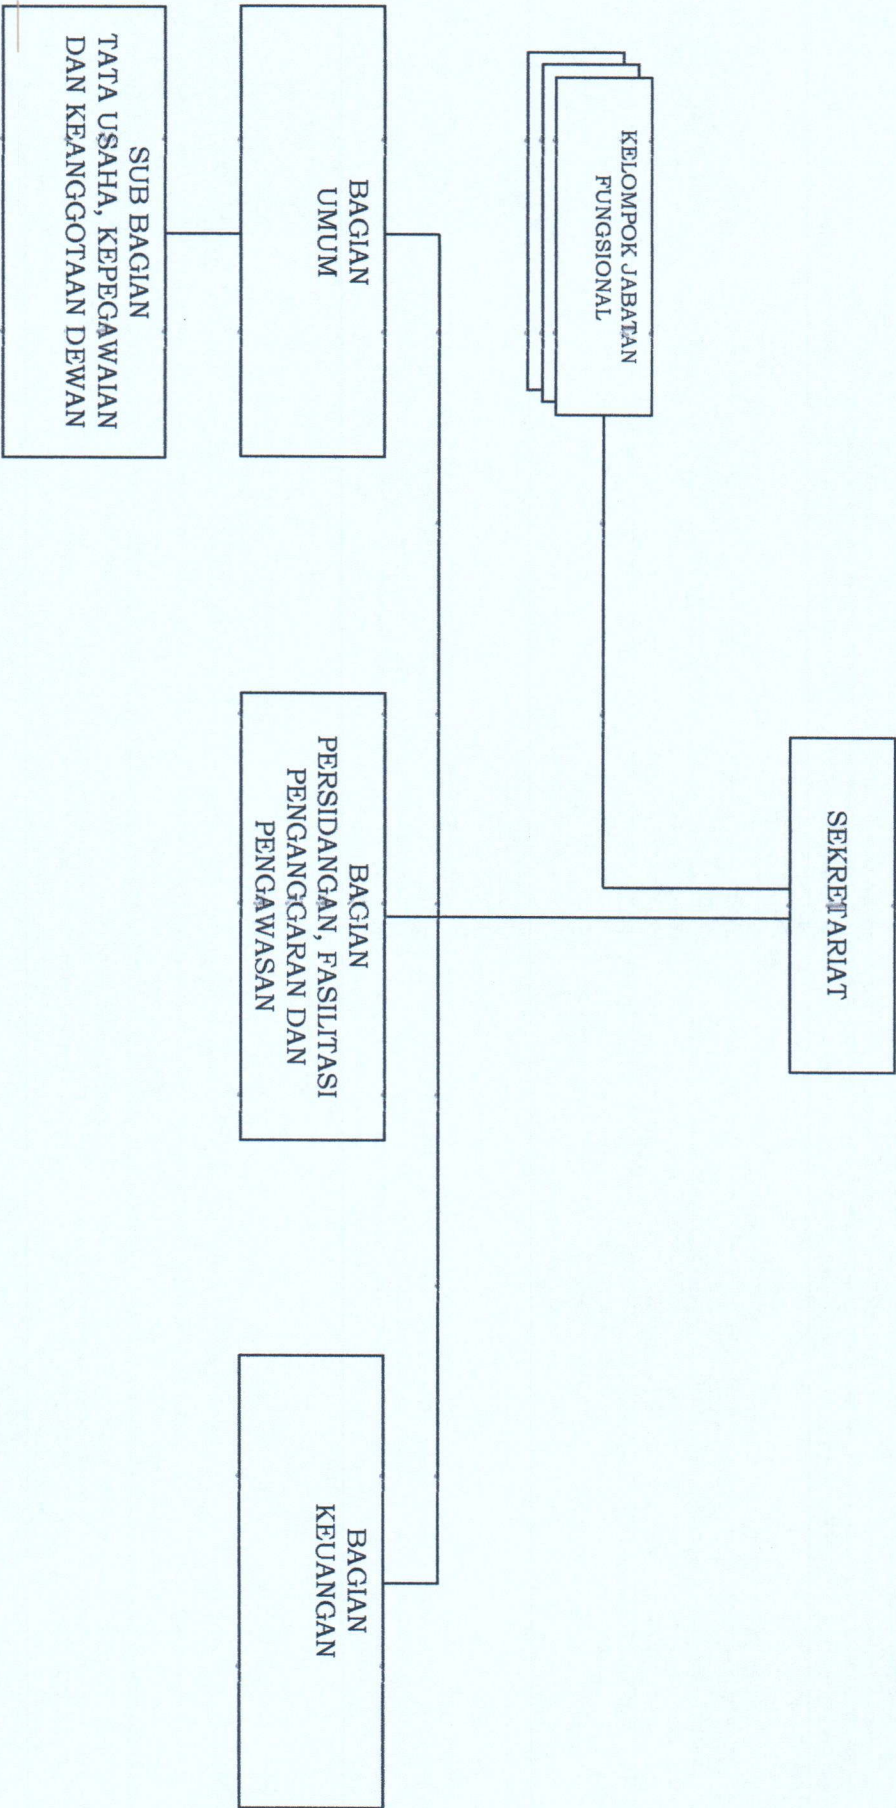 SEKRETARIAT
KELOMPOK JABATAN
FUNGSIONAL
BAGIAN
UMUM
BAGIAN
PERSIDANGAN, FASILITASI
PENGANGGARAN DAN
PENGAWASAN
BAGIAN
KEUANGAN
SUB BAGIAN
TATA USAHA, KEPEGAWAIAN
DAN KEANGGOTAAN DEWAN